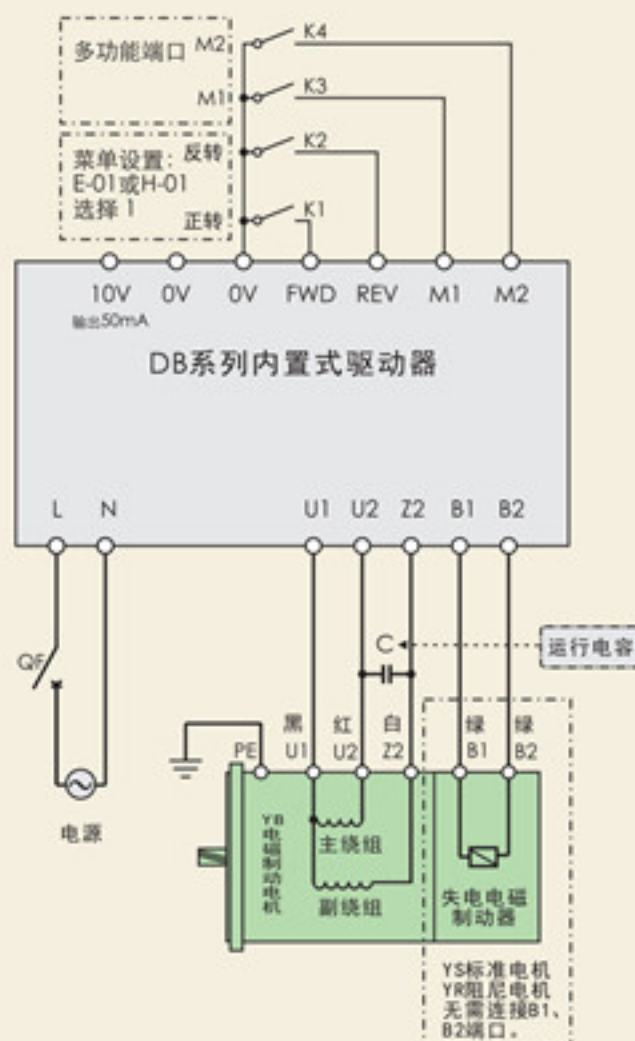 多功能端口
M2
K4
M1
K3
菜单设置：
E-01或H-01
选择 1
反转
K2
正转
K1
10V 0V 0V FWD REV M1 M2
输出50mA
DB系列内置式驱动器
L N U1 U2 Z2 B1 B2
QF
C
运行电容
电源
黑 红 白 绿 绿
PE U1 U2 Z2 B1 B2
YB电磁制动电机
主绕组
副绕组
失电电磁
制动器
YS标准电机
YR阻尼电机
无需连接B1、
B2端口。